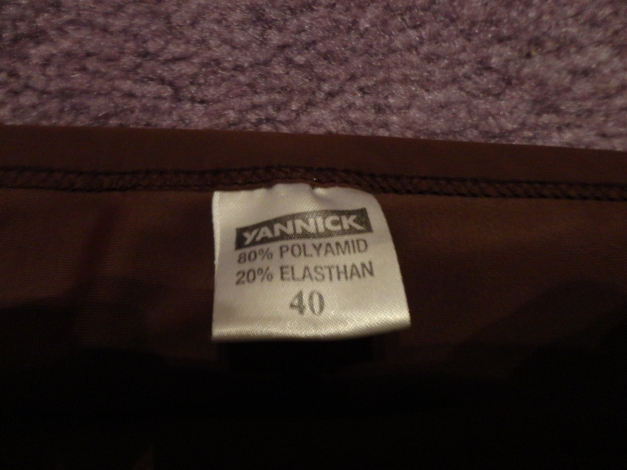 YANNICK
80% POLYAMID
20% ELASTHAN
40